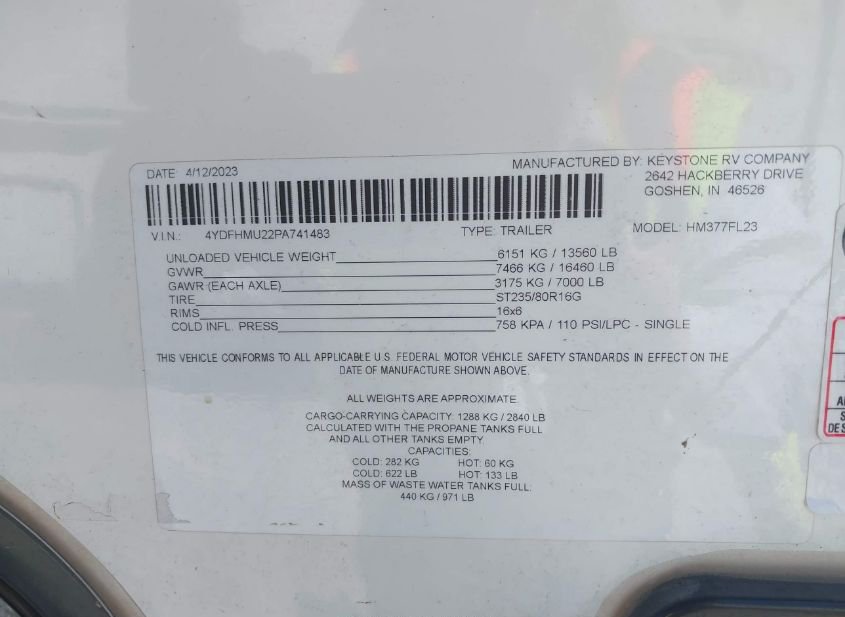 DATE: 4/12/2023
MANUFACTURED BY: KEYSTONE RV COMPANY
2642 HACKBERRY DRIVE
GOSHEN, IN 46526
V.I.N.: 4YDFHMU22PA741483 TYPE: TRAILER MODEL: HM377FL23
UNLOADED VEHICLE WEIGHT 6151 KG / 13560 LB
GVWR 7466 KG / 16460 LB
GAWR (EACH AXLE) 3175 KG / 7000 LB
TIRE ST235/80R16G
RIMS 16x6
COLD INFL. PRESS 758 KPA / 110 PSI/LPC - SINGLE
THIS VEHICLE CONFORMS TO ALL APPLICABLE U.S. FEDERAL MOTOR VEHICLE SAFETY STANDARDS IN EFFECT ON THE
DATE OF MANUFACTURE SHOWN ABOVE.
ALL WEIGHTS ARE APPROXIMATE.
CARGO-CARRYING CAPACITY: 1288 KG / 2840 LB
CALCULATED WITH THE PROPANE TANKS FULL
AND ALL OTHER TANKS EMPTY.
CAPACITIES:
COLD: 282 KG HOT: 60 KG
COLD: 622 LB HOT: 133 LB
MASS OF WASTE WATER TANKS FULL:
440 KG / 971 LB